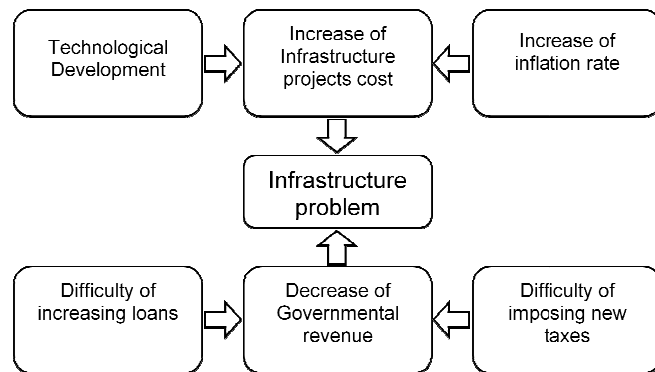 Technological
Development
Increase of
Infrastructure
projects cost
Increase of
inflation rate
Infrastructure
problem
Difficulty of
increasing loans
Decrease of
Governmental
revenue
Difficulty of
imposing new
taxes